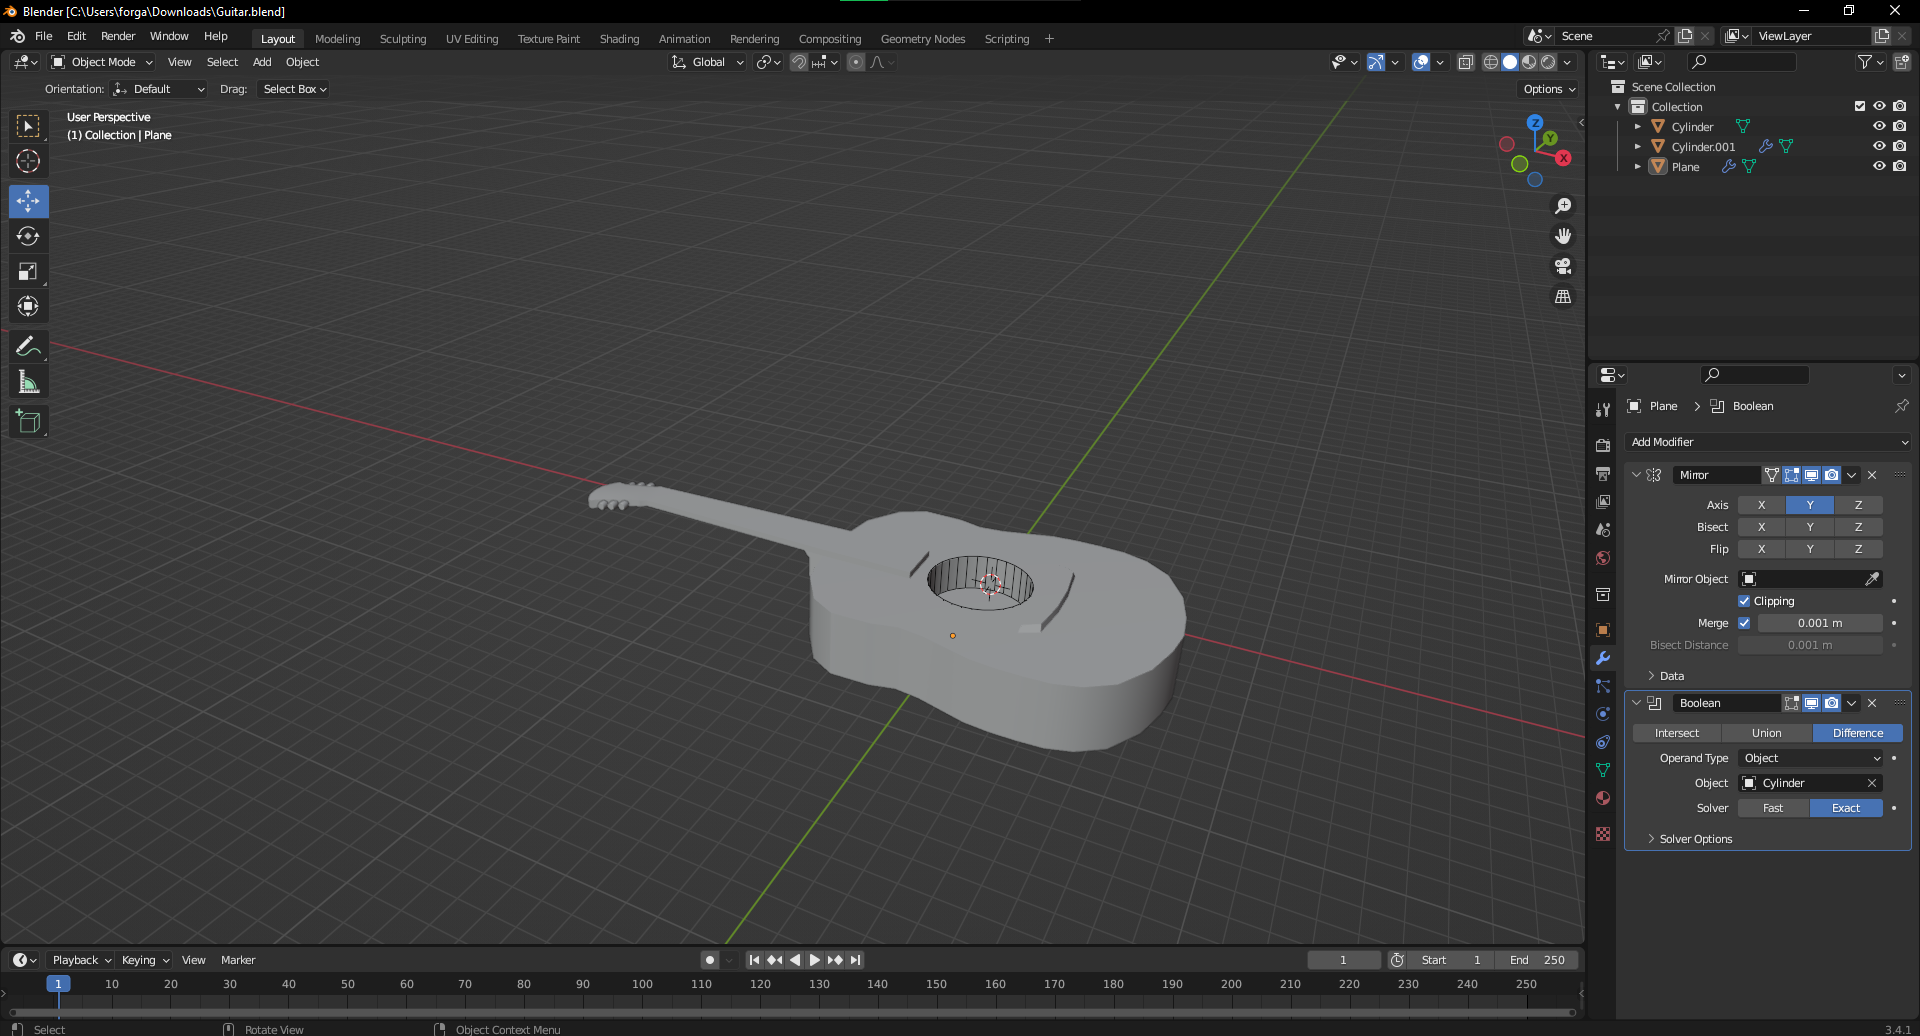 Blender [C:\Users\forga\Downloads\Guitar.blend]
File Edit Render Window Help Layout Modeling Sculpting UV Editing Texture Paint Shading Animation Rendering Compositing Geometry Nodes Scripting + Scene ViewLayer
Object Mode View Select Add Object Global
Orientation: Default Drag: Select Box Options
User Perspective
(1) Collection | Plane
Z
Y
X
Scene Collection
Collection
Cylinder
Cylinder.001
Plane
Plane > Boolean
Add Modifier
Mirror
Axis X Y Z
Bisect X Y Z
Flip X Y Z
Mirror Object
Clipping
Merge 0.001 m
Bisect Distance 0.001 m
Data
Boolean
Intersect Union Difference
Operand Type Object
Object Cylinder
Solver Fast Exact
Solver Options
Playback Keying View Marker 1 Start 1 End 250
1 10 20 30 40 50 60 70 80 90 100 110 120 130 140 150 160 170 180 190 200 210 220 230 240 250
Select Rotate View Object Context Menu 3.4.1